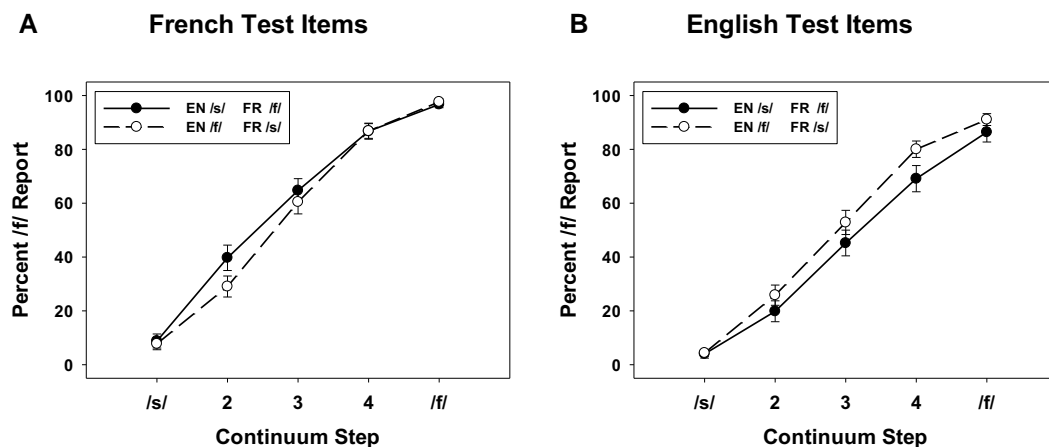 A French Test Items
100
80
60
40
20
0
Percent /f/ Report
EN /s/ FR /f/
EN /f/ FR /s/
/s/ 2 3 4 /f/
Continuum Step
B English Test Items
100
80
60
40
20
0
Percent /f/ Report
EN /s/ FR /f/
EN /f/ FR /s/
/s/ 2 3 4 /f/
Continuum Step